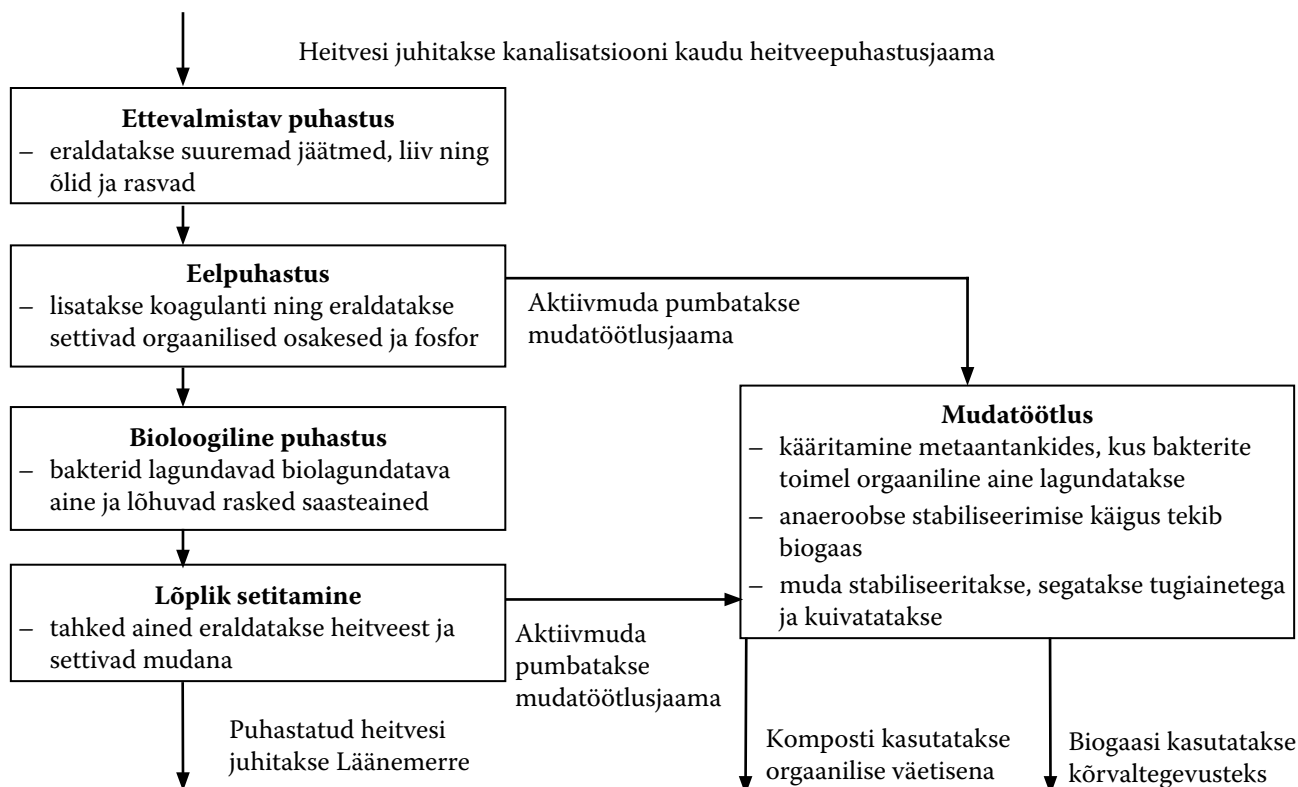 Heitvesi juhitakse kanalisatsiooni kaudu heitveepuhastusjaama
Ettevalmistav puhastus
– eraldatakse suuremad jäätmed, liiv ning
õlid ja rasvad
Eelpuhastus
– lisatakse koagulanti ning eraldatakse
settivad orgaanilised osakesed ja fosfor
Aktiivmuda pumbatakse
mudatöötlusjaama
Bioloogiline puhastus
– bakterid lagundavad biolagundatava
aine ja lõhuvad rasked saasteained
Mudatöötlus
– kääritamine metaantankides, kus bakterite
toimel orgaaniline aine lagundatakse
– anaeroobse stabiliseerimise käigus tekib
biogaas
– muda stabiliseeritakse, segatakse tugiainetega
ja kuivatatakse
Lõplik setitamine
– tahked ained eraldatakse heitveest ja
settivad mudana
Aktiivmuda
pumbatakse
mudatöötlusjaama
Puhastatud heitvesi
juhitakse Läänemerre
Komposti kasutatakse
orgaanilise väetisena
Biogaasi kasutatakse
kõrvaltegevusteks